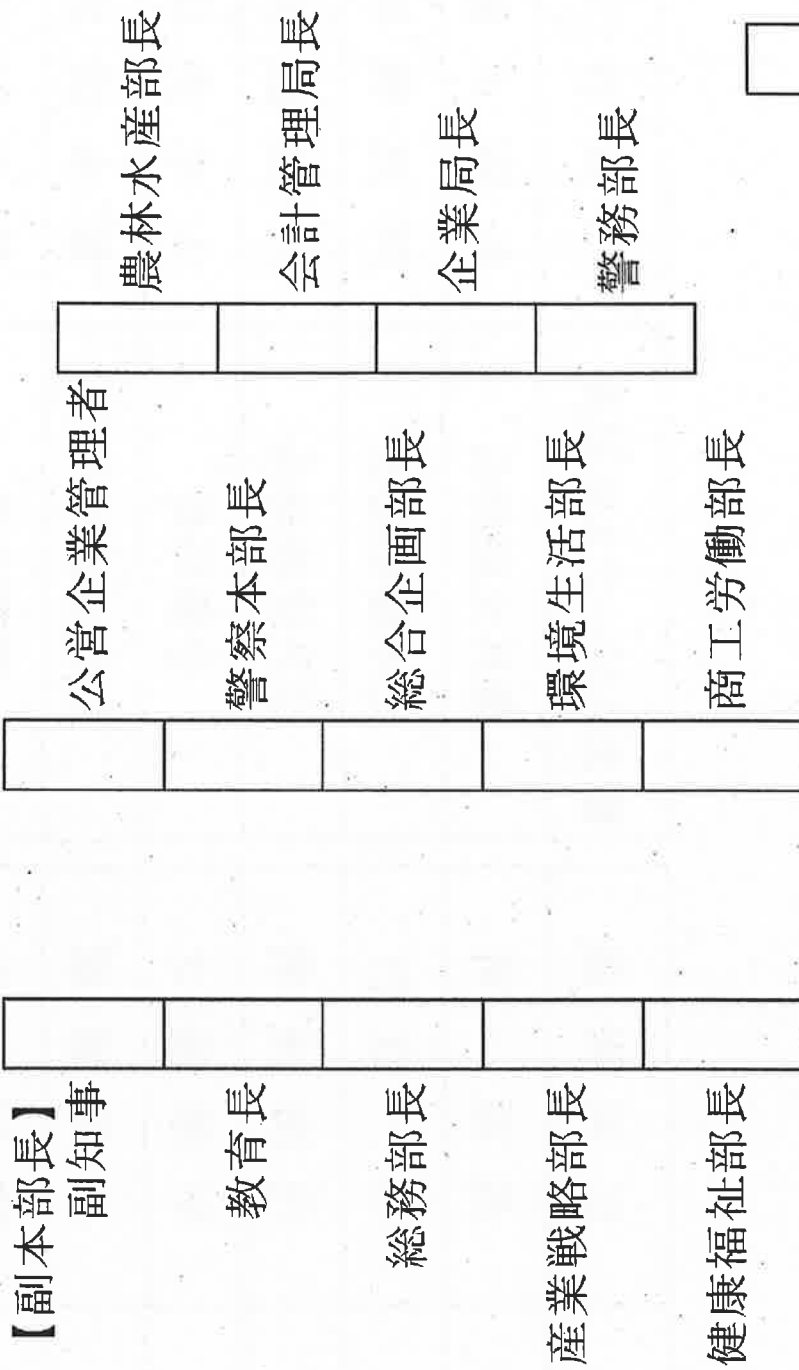 【副本部長】
副知事
教育長
総務部長
産業戦略部長
健康福祉部長
公営企業管理者
警察本部長
総合企画部長
環境生活部長
商工労働部長
農林水産部長
会計管理局長
企業局長
警務部長